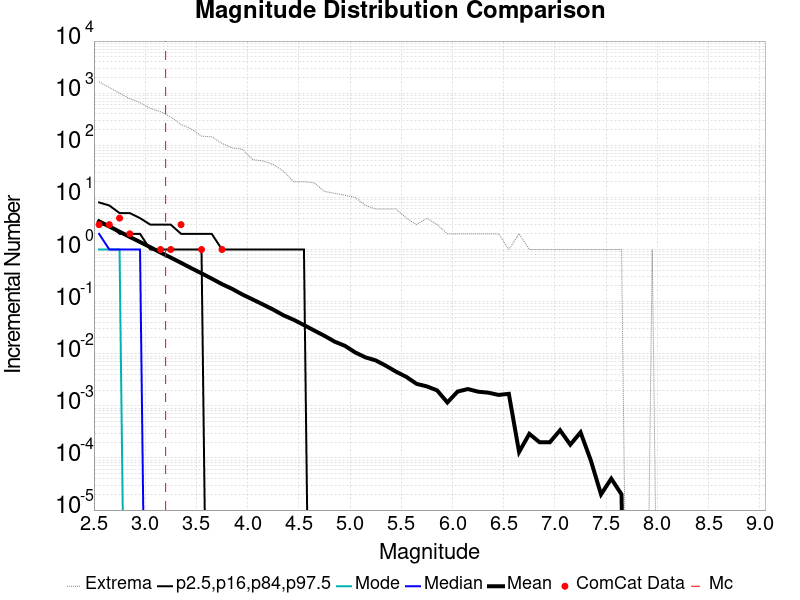 Magnitude Distribution Comparison
10^4
10^3
10^2
10^1
10^0
10^-1
10^-2
10^-3
10^-4
10^-5
Incremental Number
2.5 3.0 3.5 4.0 4.5 5.0 5.5 6.0 6.5 7.0 7.5 8.0 8.5 9.0
Magnitude
Extrema p2.5,p16,p84,p97.5 Mode Median Mean ComCat Data Mc